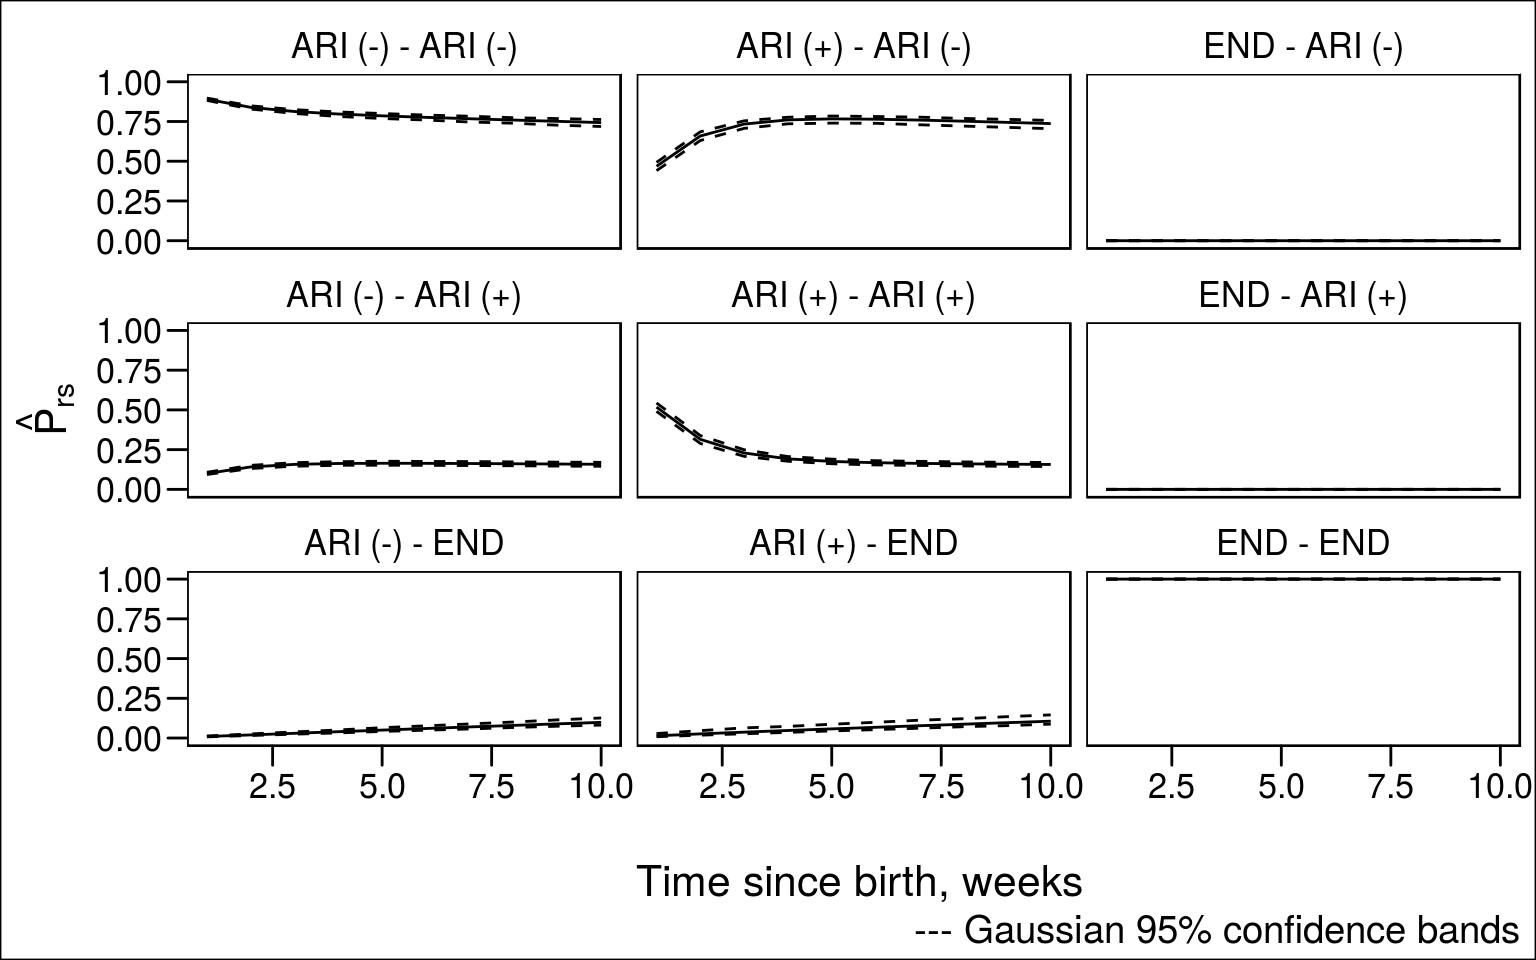 ARI (-) - ARI (-)
ARI (+) - ARI (-)
END - ARI (-)
1.00
0.75
0.50
0.25
0.00
ARI (-) - ARI (+)
ARI (+) - ARI (+)
END - ARI (+)
1.00
0.75
0.50
0.25
0.00
P̂rs
ARI (-) - END
ARI (+) - END
END - END
1.00
0.75
0.50
0.25
0.00
2.5 5.0 7.5 10.0
2.5 5.0 7.5 10.0
2.5 5.0 7.5 10.0
Time since birth, weeks
--- Gaussian 95% confidence bands